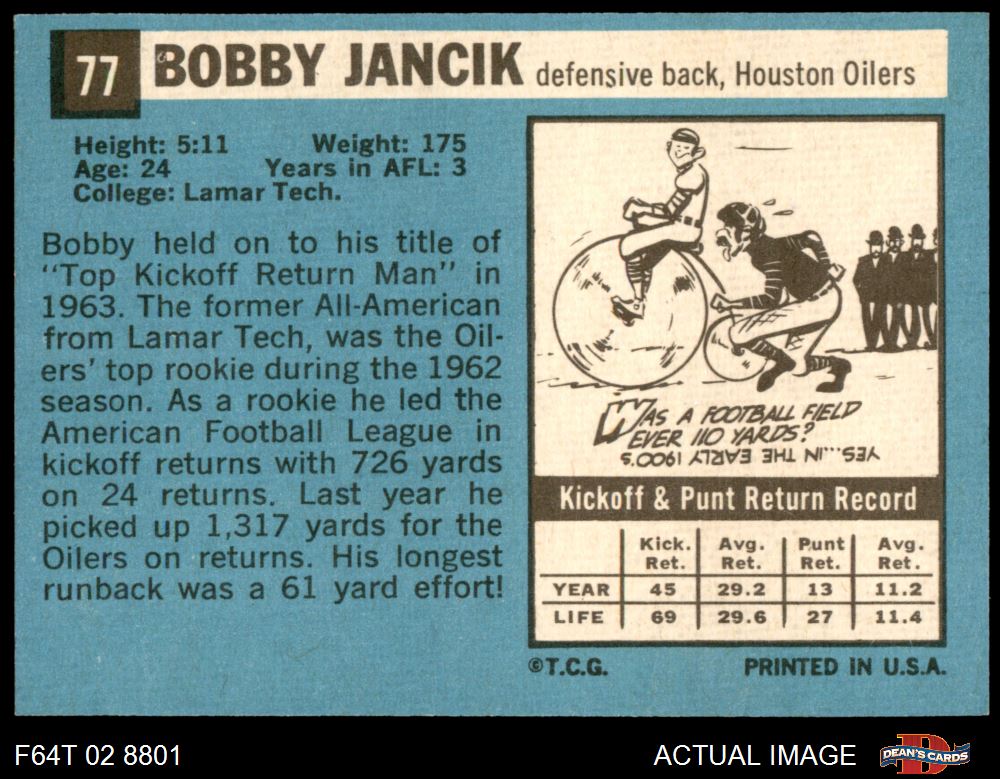 77 BOBBY JANCIK defensive back, Houston Oilers
Height: 5:11 Weight: 175
Age: 24 Years in AFL: 3
College: Lamar Tech.
Bobby held on to his title of
"Top Kickoff Return Man" in
1963. The former All-American
from Lamar Tech, was the Oil-
ers' top rookie during the 1962
season. As a rookie he led the
American Football League in
kickoff returns with 726 yards
on 24 returns. Last year he
picked up 1,317 yards for the
Oilers on returns. His longest
runback was a 61 yard effort!
WAS A FOOTBALL FIELD
EVER 110 YARDS?
YES...IN THE EARLY 1900'S.
Kickoff & Punt Return Record
Kick. Avg. Punt Avg.
Ret. Ret. Ret. Ret.
YEAR 45 29.2 13 11.2
LIFE 69 29.6 27 11.4
©T.C.G. PRINTED IN U.S.A.
F64T 02 8801 ACTUAL IMAGE DEAN'S CARDS